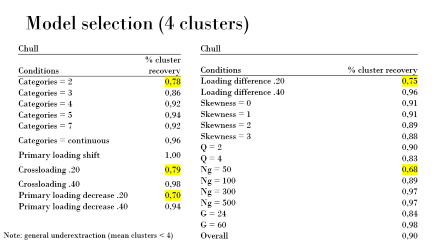 Model selection (4 clusters)
Chull
Conditions % cluster recovery
Categories = 2 0,78
Categories = 3 0,86
Categories = 4 0,92
Categories = 5 0,94
Categories = 7 0,92
Categories = continuous 0,96
Primary loading shift 1,00
Crossloading .20 0,79
Crossloading .40 0,98
Primary loading decrease .20 0,70
Primary loading decrease .40 0,94
Note: general underextraction (mean clusters < 4)
Chull
Conditions % cluster recovery
Loading difference .20 0,75
Loading difference .40 0,96
Skewness = 0 0,91
Skewness = 1 0,91
Skewness = 2 0,89
Skewness = 3 0,88
Q = 2 0,90
Q = 4 0,83
Ng = 50 0,68
Ng = 100 0,89
Ng = 300 0,97
Ng = 500 0,97
G = 24 0,84
G = 60 0,98
Overall 0,90